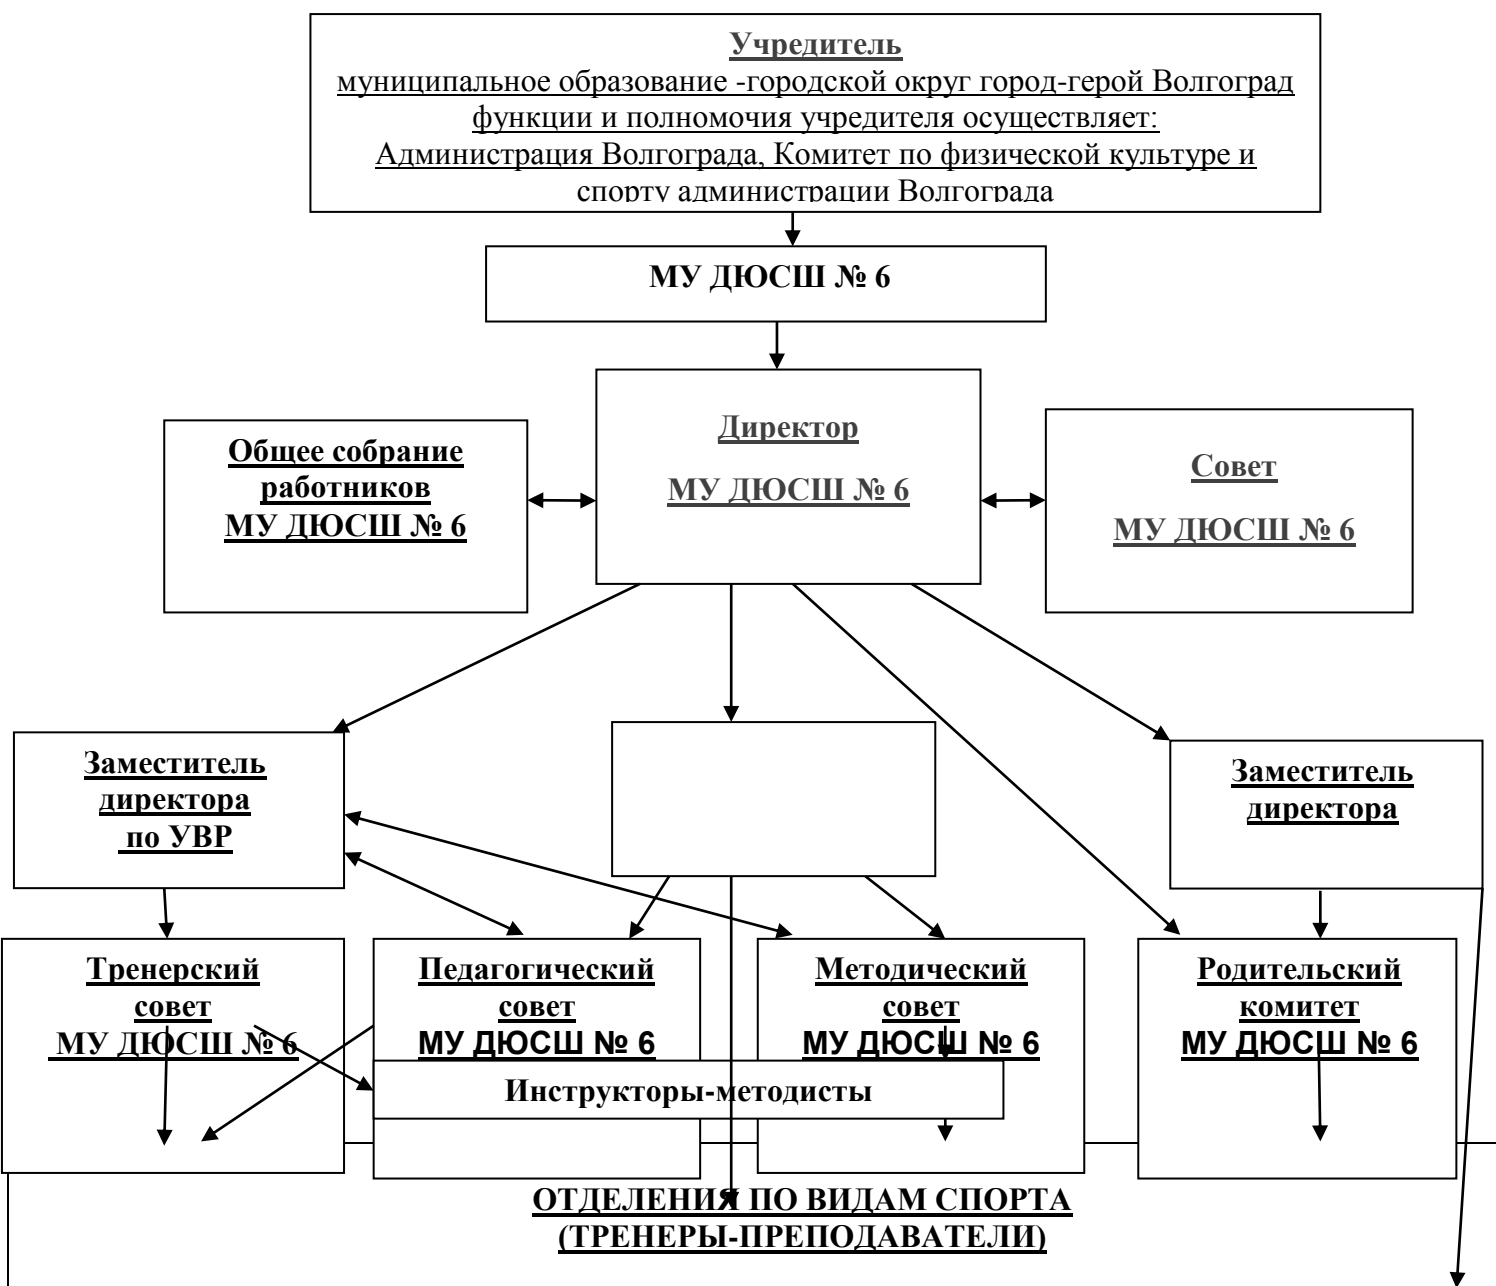 Учредитель
муниципальное образование -городской округ город-герой Волгоград
функции и полномочия учредителя осуществляет:
Администрация Волгограда, Комитет по физической культуре и
спорту администрации Волгограда
МУ ДЮСШ № 6
Директор
МУ ДЮСШ № 6
Общее собрание
работников
МУ ДЮСШ № 6
Совет
МУ ДЮСШ № 6
Заместитель
директора
по УВР
Заместитель
директора
Тренерский
совет
МУ ДЮСШ № 6
Педагогический
совет
МУ ДЮСШ № 6
Методический
совет
МУ ДЮСШ № 6
Родительский
комитет
МУ ДЮСШ № 6
Инструкторы-методисты
ОТДЕЛЕНИЯ ПО ВИДАМ СПОРТА
(ТРЕНЕРЫ-ПРЕПОДАВАТЕЛИ)